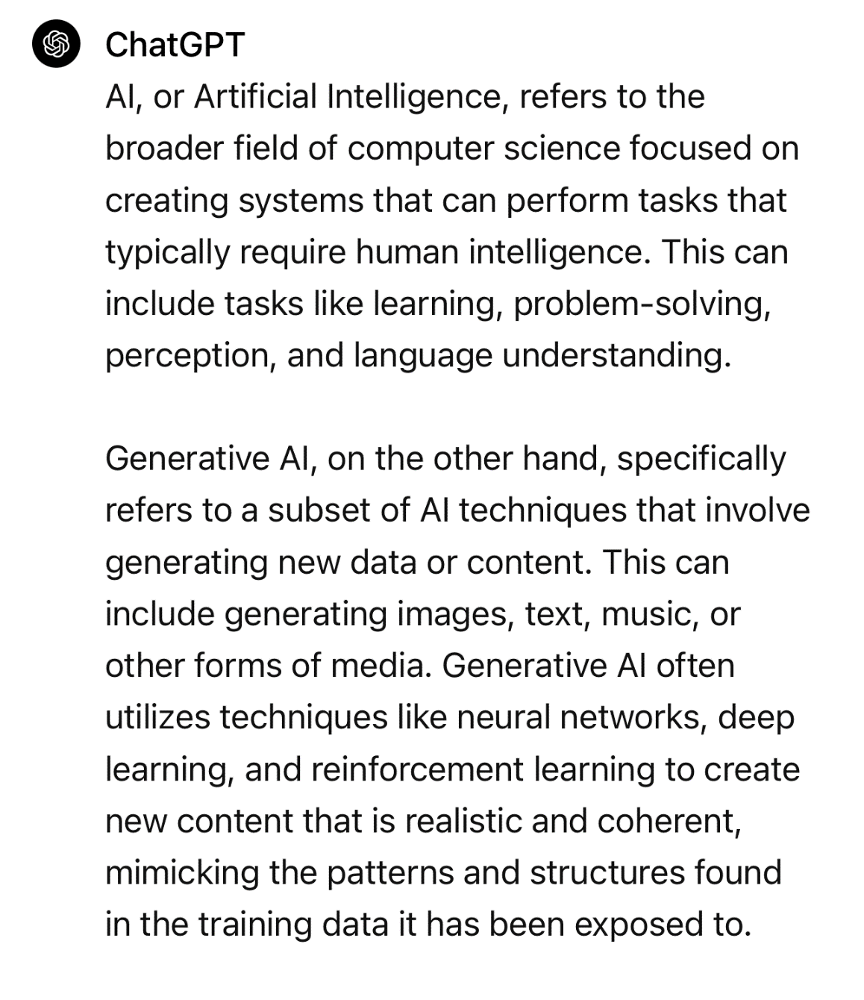 ChatGPT
AI, or Artificial Intelligence, refers to the
broader field of computer science focused on
creating systems that can perform tasks that
typically require human intelligence. This can
include tasks like learning, problem-solving,
perception, and language understanding.
Generative AI, on the other hand, specifically
refers to a subset of AI techniques that involve
generating new data or content. This can
include generating images, text, music, or
other forms of media. Generative AI often
utilizes techniques like neural networks, deep
learning, and reinforcement learning to create
new content that is realistic and coherent,
mimicking the patterns and structures found
in the training data it has been exposed to.